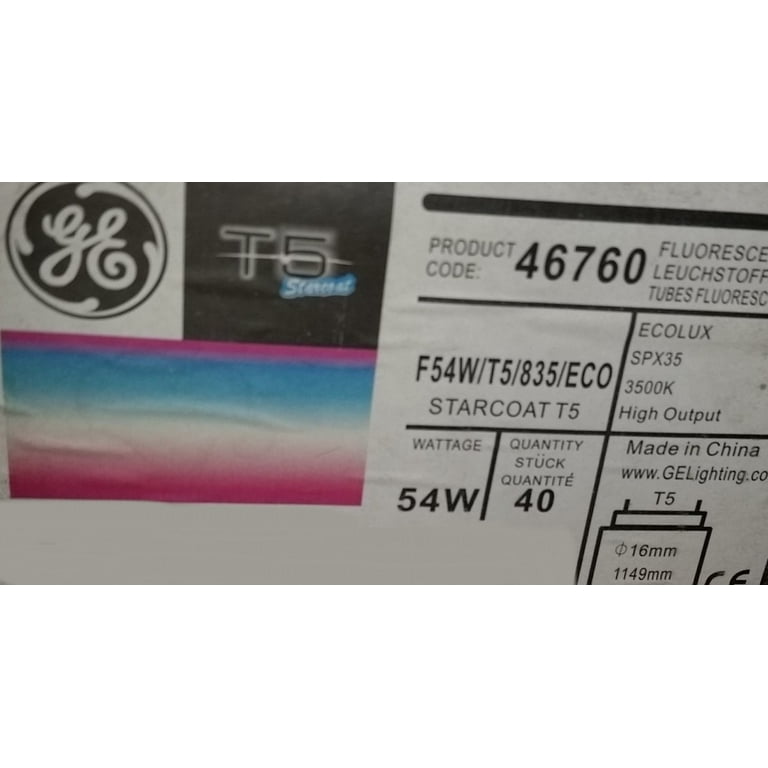 GE
T5
Starcoat
PRODUCT
CODE:
46760
FLUORESCE
LEUCHSTOFF
TUBES FLUORESC
F54W/T5/835/ECO
STARCOAT T5
ECOLUX
SPX35
3500K
High Output
WATTAGE
54W
QUANTITY
STÜCK
QUANTITÉ
40
Made in China
www.GELighting.co
T5
ϕ16mm
1149mm
CE